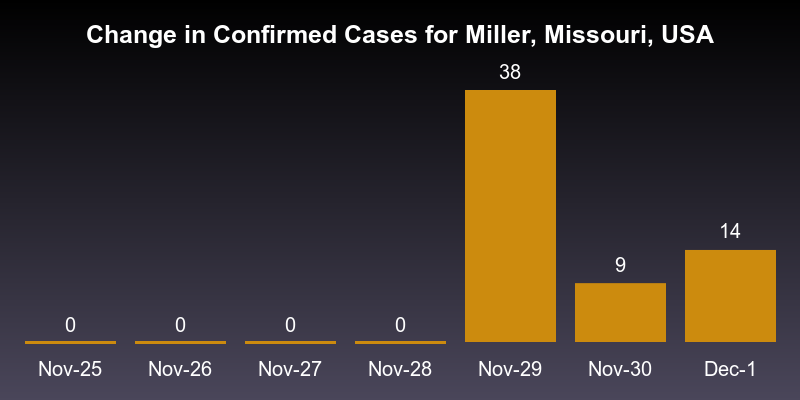 Change in Confirmed Cases for Miller, Missouri, USA
38
14
9
0 0 0 0
Nov-25 Nov-26 Nov-27 Nov-28 Nov-29 Nov-30 Dec-1